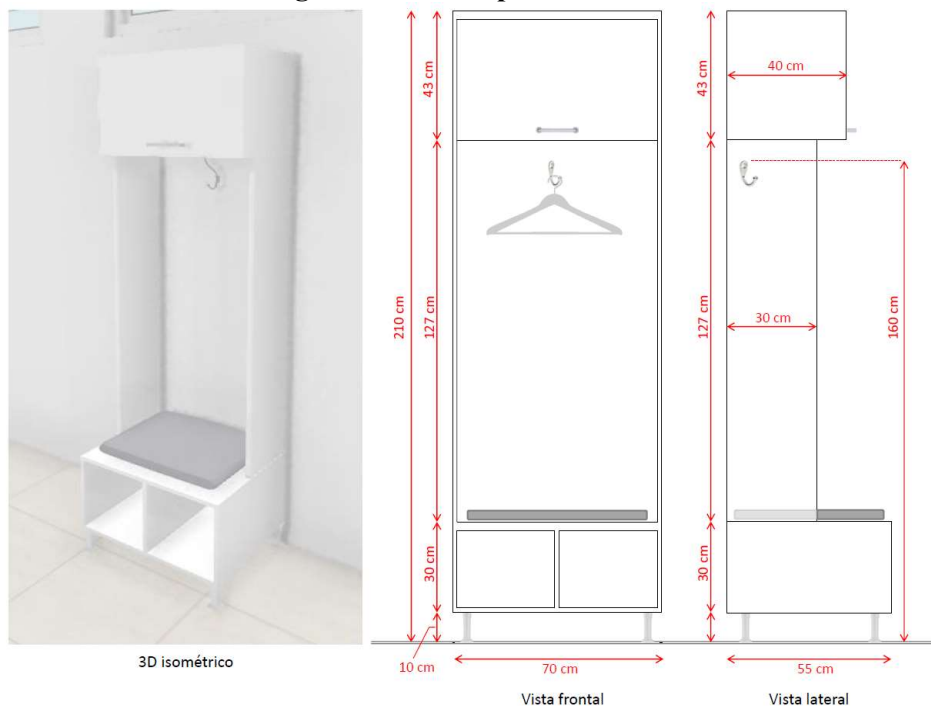 43 cm
127 cm
210 cm
30 cm
10 cm
70 cm
43 cm
40 cm
127 cm
30 cm
160 cm
30 cm
55 cm
3D isométrico
Vista frontal
Vista lateral